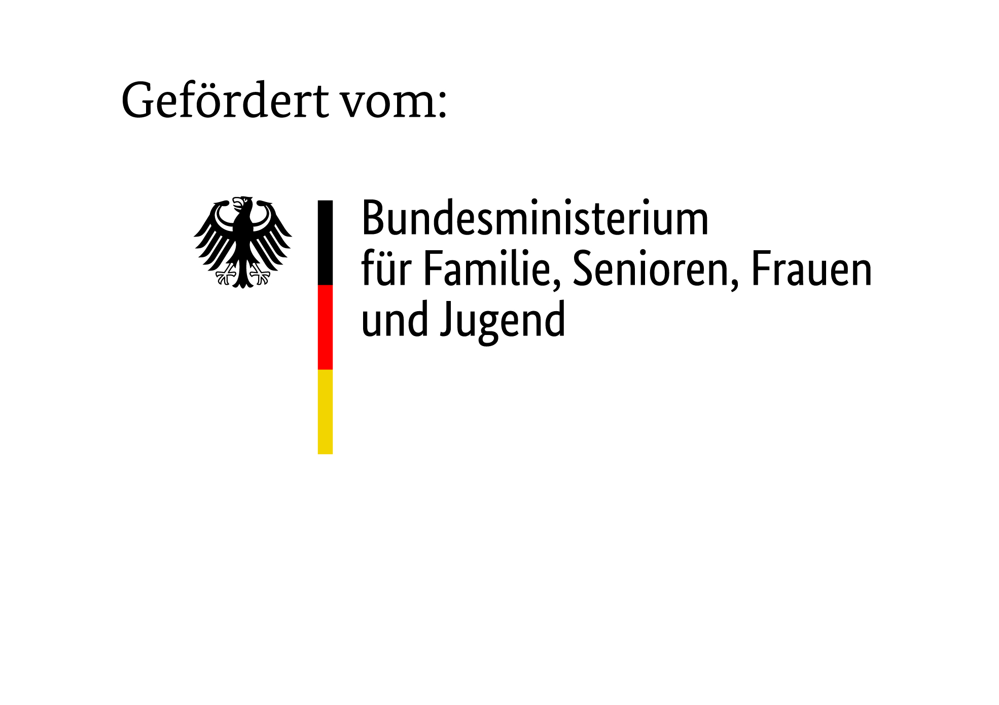 Gefördert vom:
Bundesministerium
für Familie, Senioren, Frauen
und Jugend